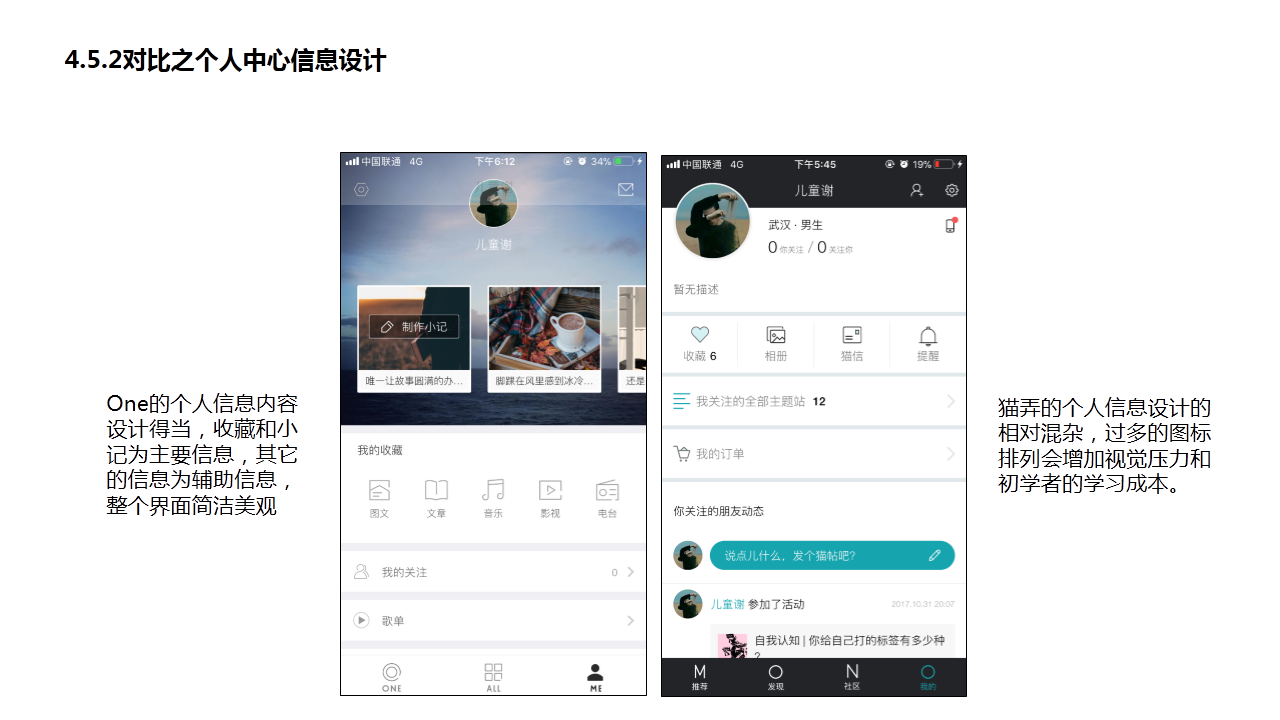 4.5.2对比之个人中心信息设计
中国联通 4G 下午6:12 34%
儿童谢
制作小记
唯一让故事圆满的办...
脚踝在风里感到冰冷...
还是
我的收藏
图文 文章 音乐 影视 电台
我的关注 0
歌单
ONE ALL ME
One的个人信息内容
设计得当，收藏和小
记为主要信息，其它
的信息为辅助信息，
整个界面简洁美观
中国联通 4G 下午5:45 19%
儿童谢
武汉 · 男生
0 你关注 / 0 关注你
暂无描述
收藏 6 相册 猫信 提醒
我关注的全部主题站 12
我的订单
你关注的朋友动态
说点儿什么，发个猫帖吧?
儿童谢 参加了活动 2017.10.31 20:07
自我认知 | 你给自己打的标签有多少种
?
M O N
推荐 发现 社区 我的
猫弄的个人信息设计的
相对混杂，过多的图标
排列会增加视觉压力和
初学者的学习成本。